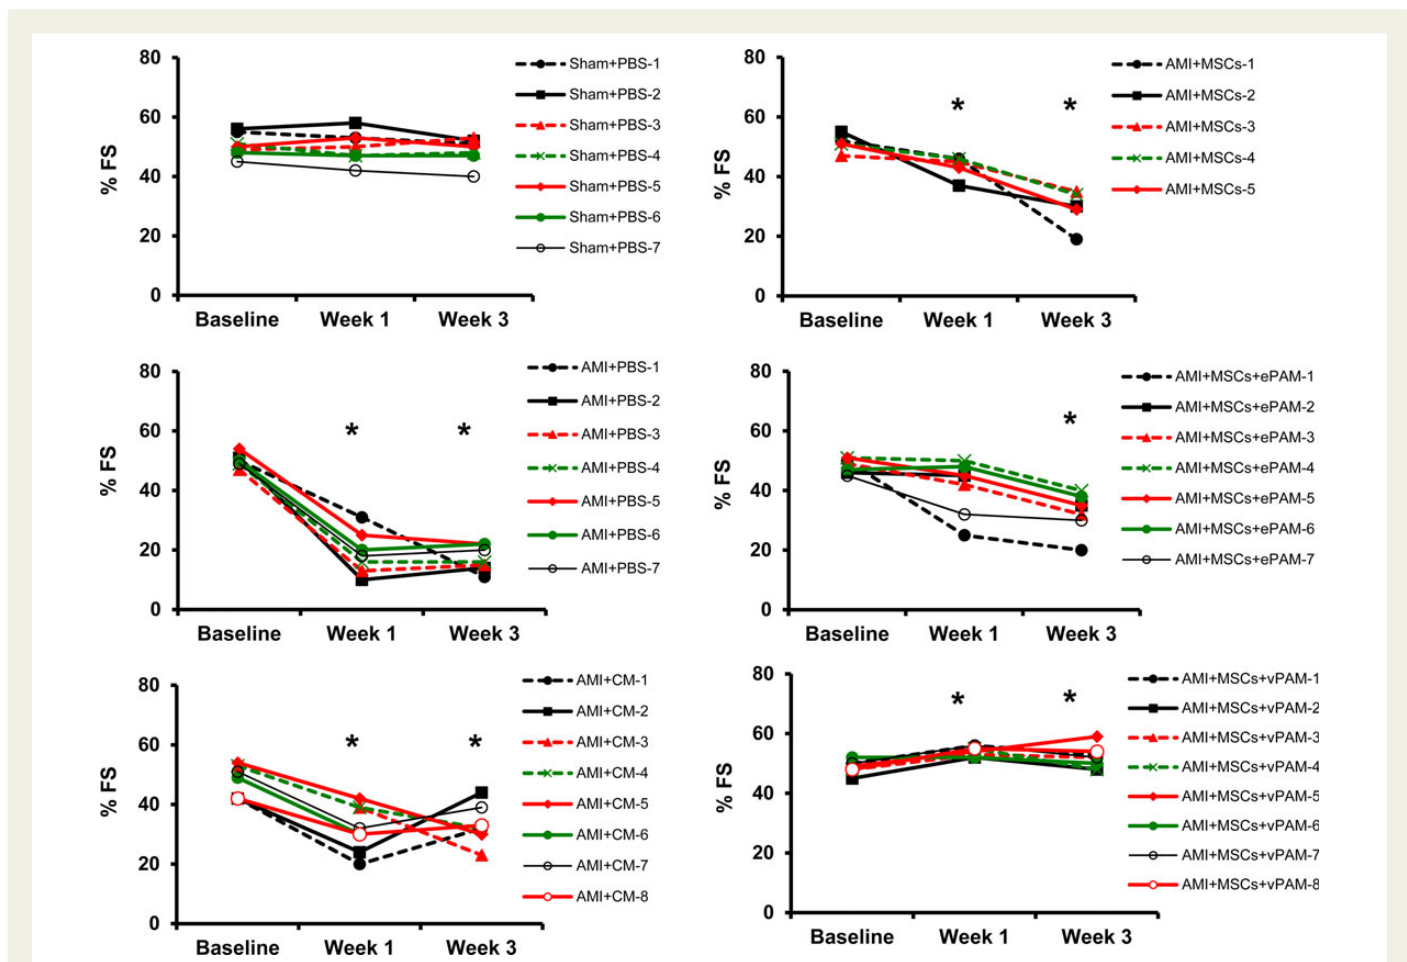 80
60
40
20
0
% FS
Baseline Week 1 Week 3
Sham+PBS-1
Sham+PBS-2
Sham+PBS-3
Sham+PBS-4
Sham+PBS-5
Sham+PBS-6
Sham+PBS-7
80
60
40
20
0
% FS
* *
Baseline Week 1 Week 3
AMI+MSCs-1
AMI+MSCs-2
AMI+MSCs-3
AMI+MSCs-4
AMI+MSCs-5
80
60
40
20
0
% FS
* *
Baseline Week 1 Week 3
AMI+PBS-1
AMI+PBS-2
AMI+PBS-3
AMI+PBS-4
AMI+PBS-5
AMI+PBS-6
AMI+PBS-7
80
60
40
20
0
% FS
*
Baseline Week 1 Week 3
AMI+MSCs+ePAM-1
AMI+MSCs+ePAM-2
AMI+MSCs+ePAM-3
AMI+MSCs+ePAM-4
AMI+MSCs+ePAM-5
AMI+MSCs+ePAM-6
AMI+MSCs+ePAM-7
80
60
40
20
0
% FS
* *
Baseline Week 1 Week 3
AMI+CM-1
AMI+CM-2
AMI+CM-3
AMI+CM-4
AMI+CM-5
AMI+CM-6
AMI+CM-7
AMI+CM-8
80
60
40
20
0
% FS
* *
Baseline Week 1 Week 3
AMI+MSCs+vPAM-1
AMI+MSCs+vPAM-2
AMI+MSCs+vPAM-3
AMI+MSCs+vPAM-4
AMI+MSCs+vPAM-5
AMI+MSCs+vPAM-6
AMI+MSCs+vPAM-7
AMI+MSCs+vPAM-8